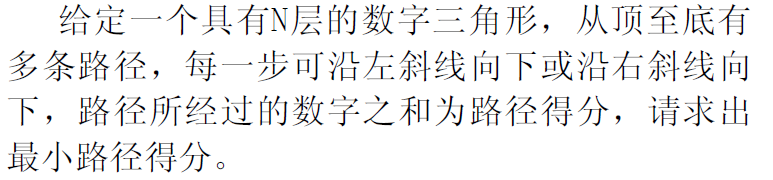 给定一个具有N层的数字三角形，从顶至底有
多条路径，每一步可沿左斜线向下或沿右斜线向
下，路径所经过的数字之和为路径得分，请求出
最小路径得分。